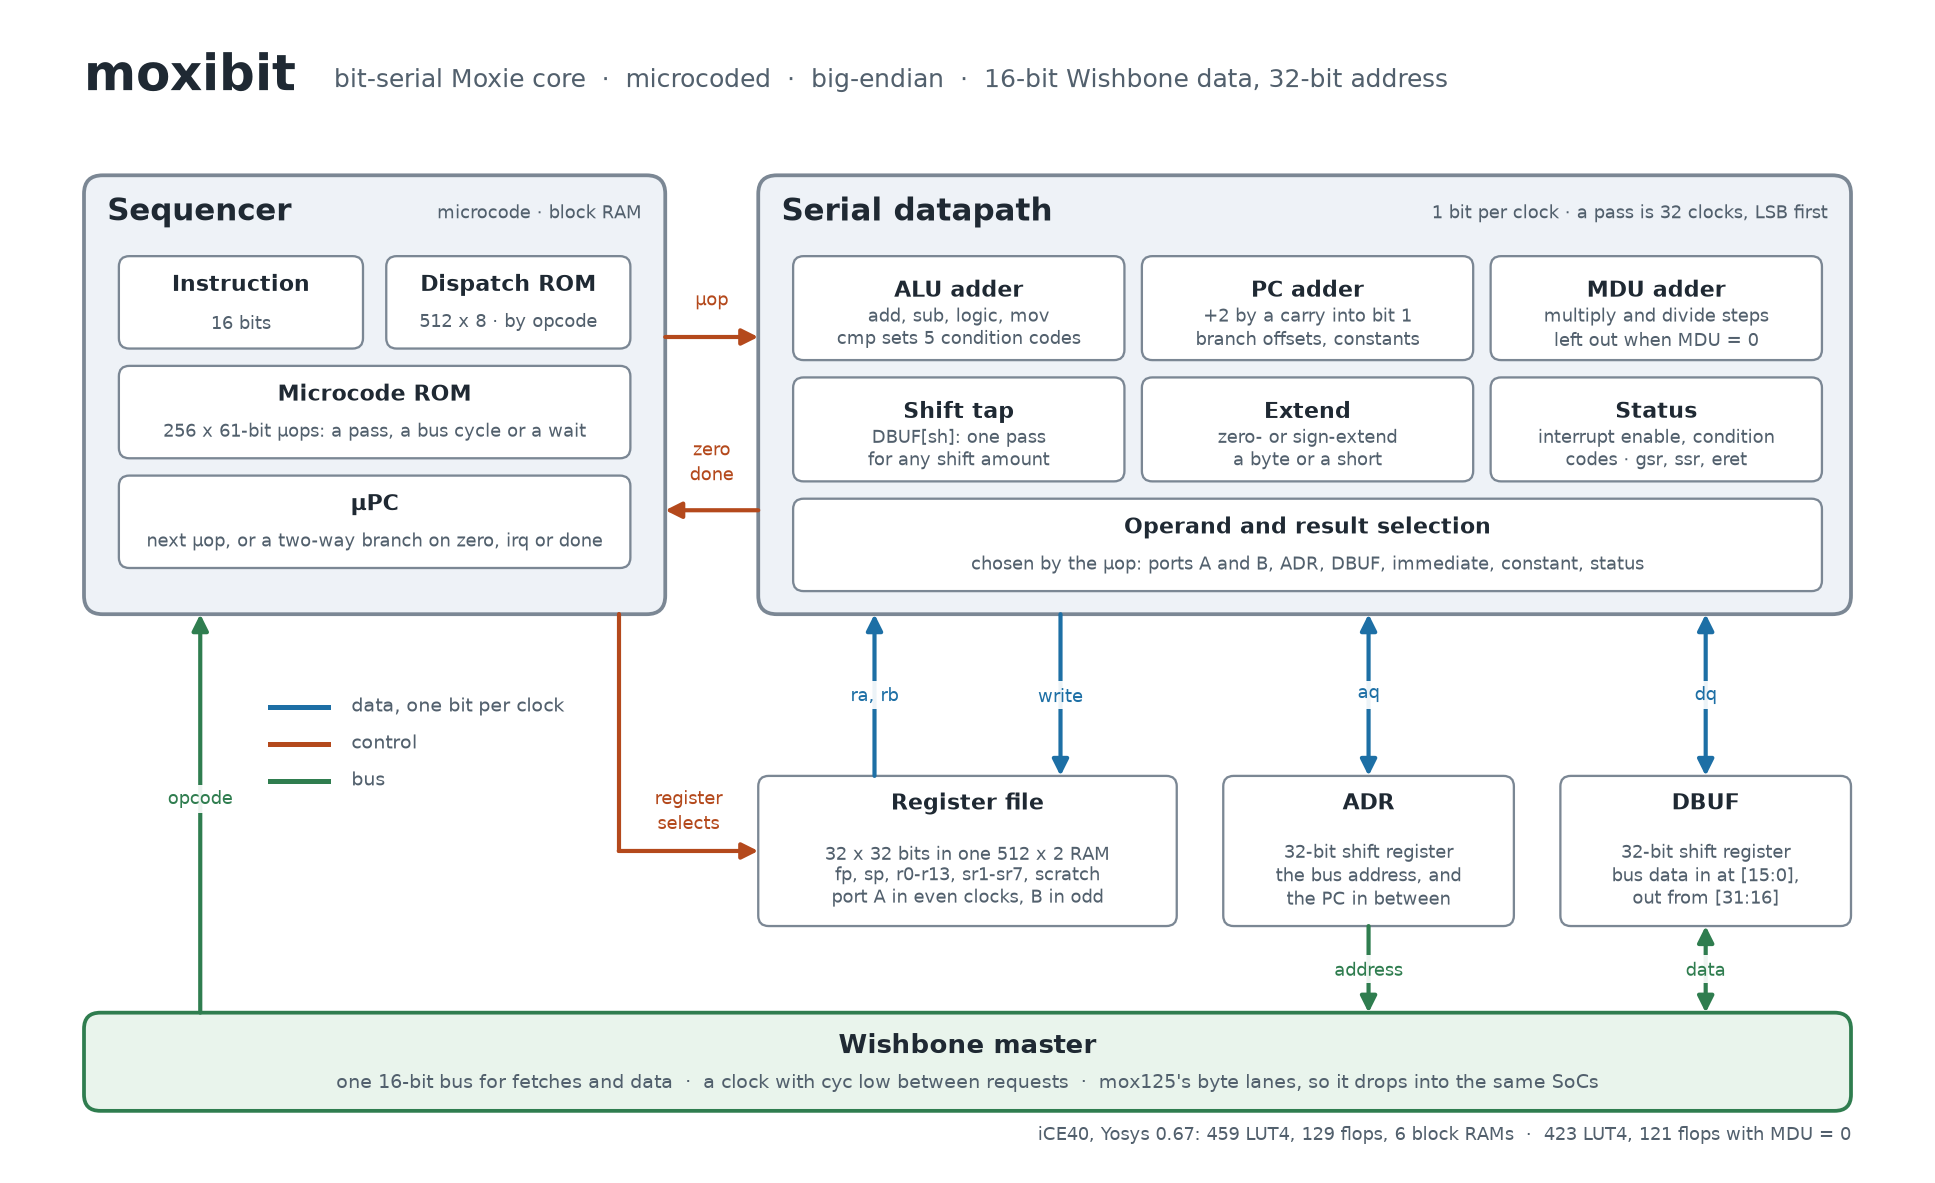 moxibit
bit-serial Moxie core · microcoded · big-endian · 16-bit Wishbone data, 32-bit address
Sequencer
microcode · block RAM
Instruction
16 bits
Dispatch ROM
512 x 8 · by opcode
Microcode ROM
256 x 61-bit µops: a pass, a bus cycle or a wait
µPC
next µop, or a two-way branch on zero, irq or done
µop
zero
done
Serial datapath
1 bit per clock · a pass is 32 clocks, LSB first
ALU adder
add, sub, logic, mov
cmp sets 5 condition codes
PC adder
+2 by a carry into bit 1
branch offsets, constants
MDU adder
multiply and divide steps
left out when MDU = 0
Shift tap
DBUF[sh]: one pass
for any shift amount
Extend
zero- or sign-extend
a byte or a short
Status
interrupt enable, condition
codes · gsr, ssr, eret
Operand and result selection
chosen by the µop: ports A and B, ADR, DBUF, immediate, constant, status
data, one bit per clock
control
bus
opcode
register
selects
ra, rb
write
aq
dq
Register file
32 x 32 bits in one 512 x 2 RAM
fp, sp, r0-r13, sr1-sr7, scratch
port A in even clocks, B in odd
ADR
32-bit shift register
the bus address, and
the PC in between
DBUF
32-bit shift register
bus data in at [15:0],
out from [31:16]
address
data
Wishbone master
one 16-bit bus for fetches and data · a clock with cyc low between requests · mox125's byte lanes, so it drops into the same SoCs
iCE40, Yosys 0.67: 459 LUT4, 129 flops, 6 block RAMs · 423 LUT4, 121 flops with MDU = 0